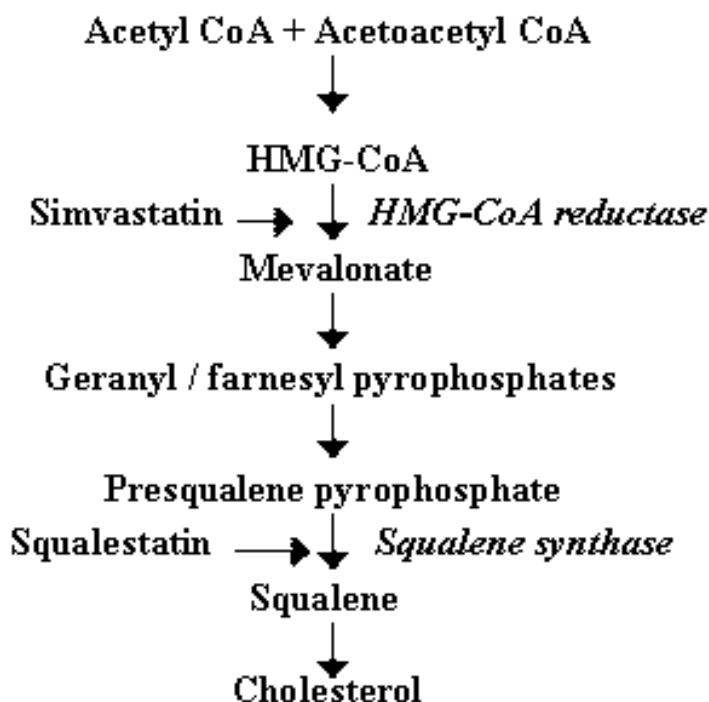 Acetyl CoA + Acetoacetyl CoA
HMG-CoA
Simvastatin HMG-CoA reductase
Mevalonate
Geranyl / farnesyl pyrophosphates
Presqualene pyrophosphate
Squalestatin Squalene synthase
Squalene
Cholesterol